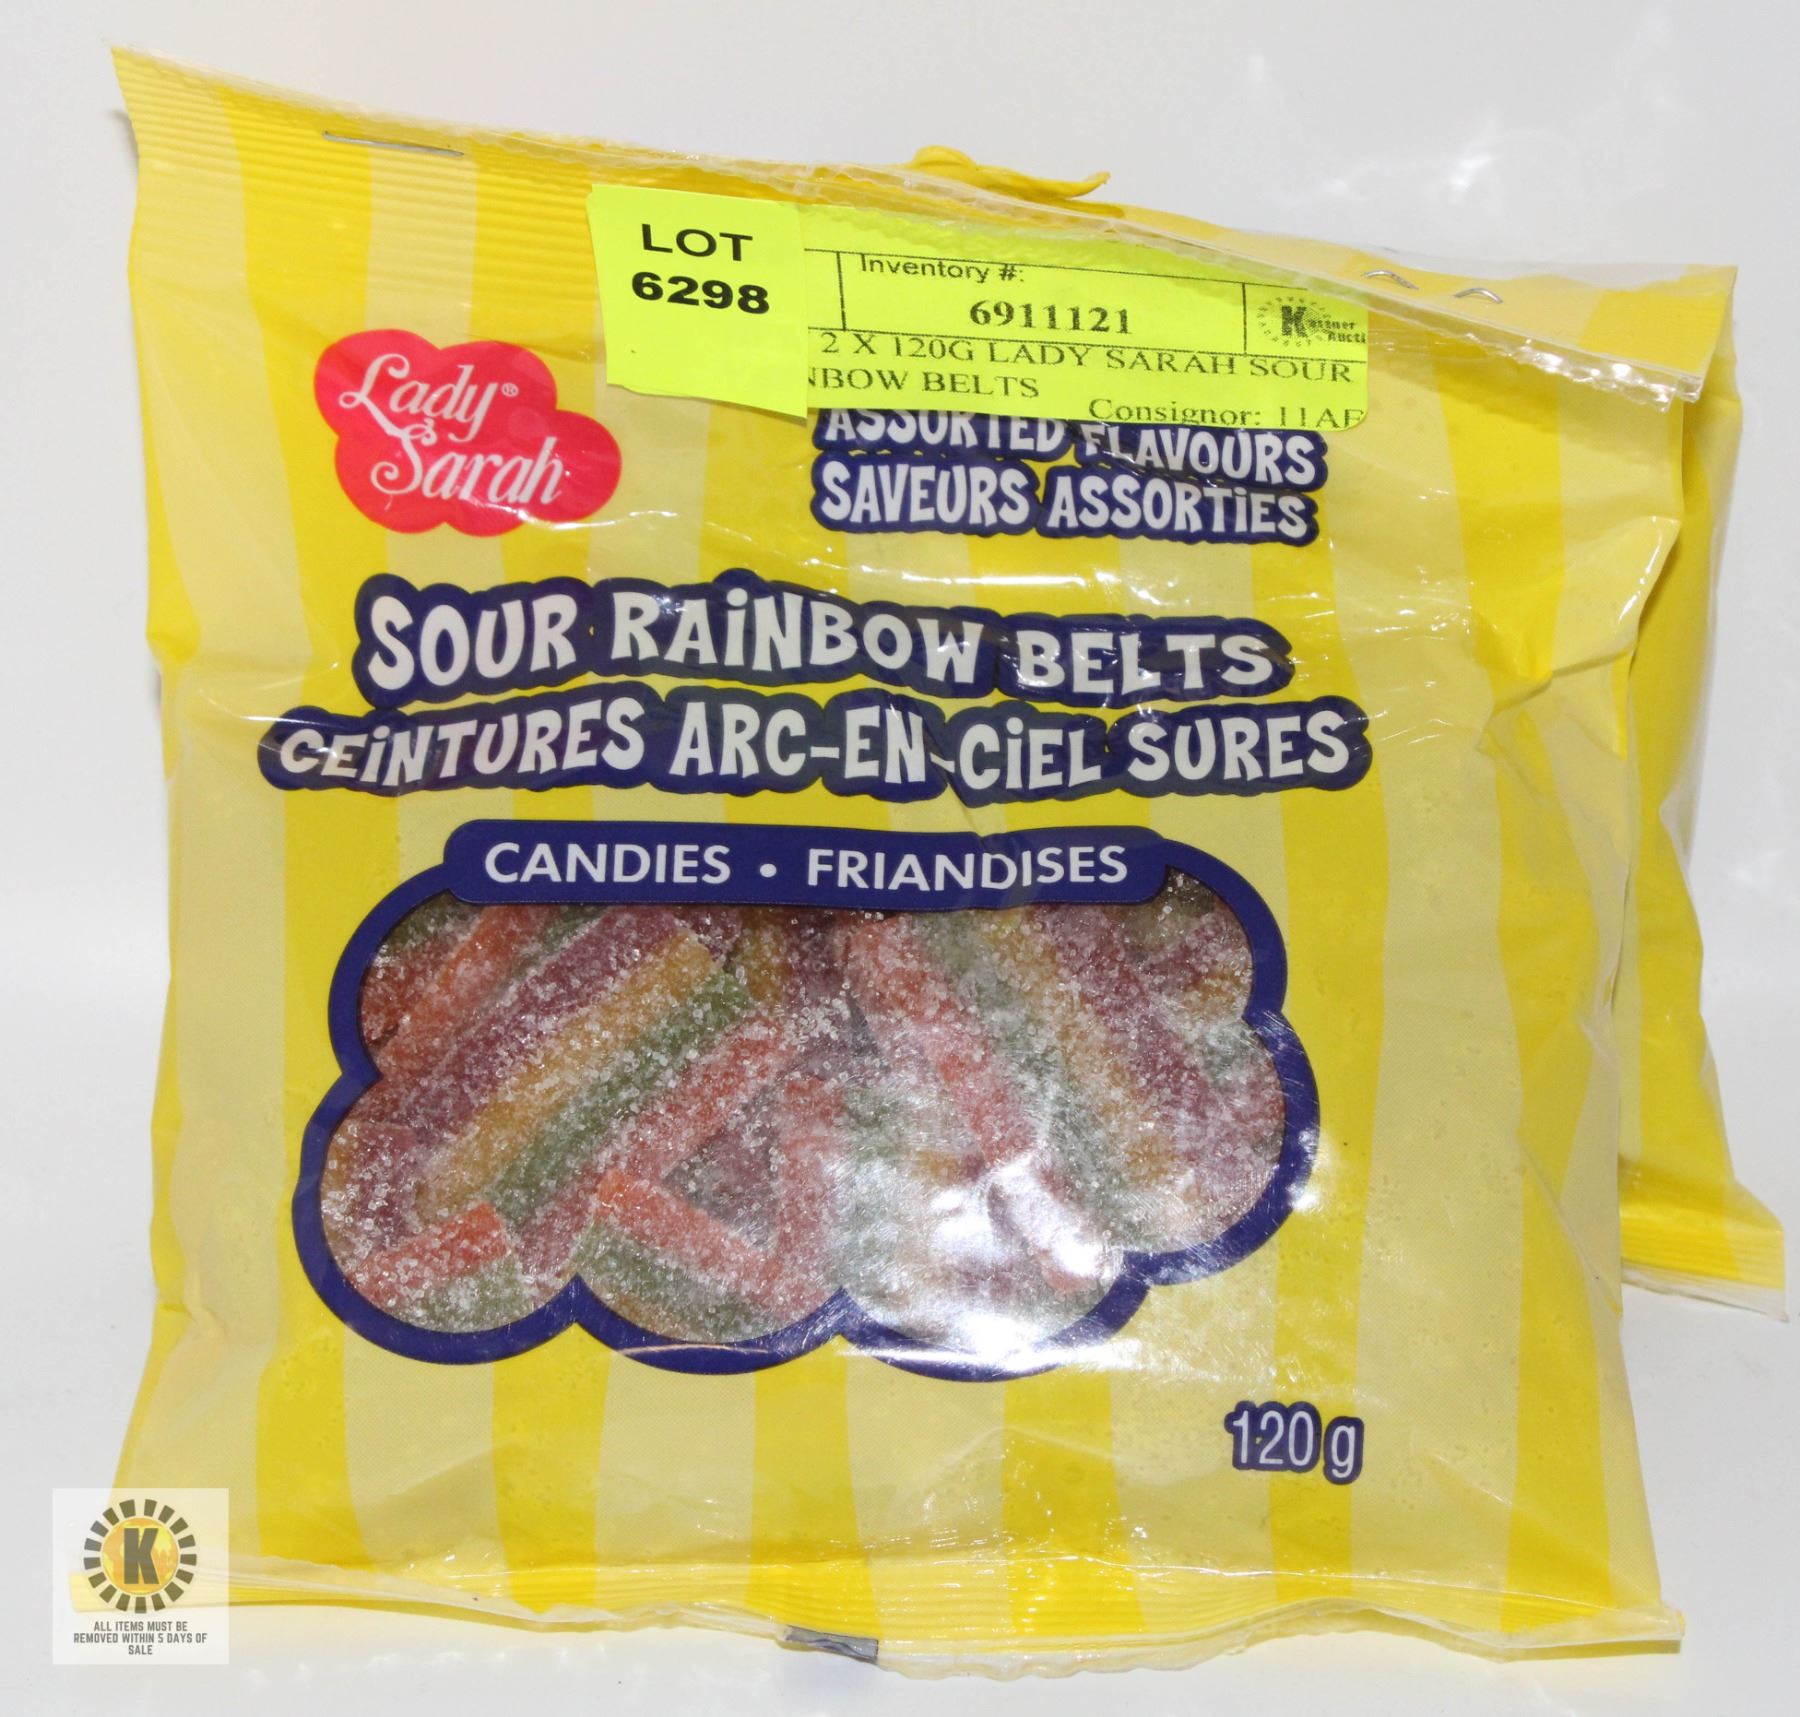 LOT
6298
Inventory #:
6911121
2 X 120G LADY SARAH SOUR
NBOW BELTS
Consignor: 11AF
Lady®
Sarah
ASSORTED FLAVOURS
SAVEURS ASSORTiES
SOUR RAiNBOW BELTS
CEiNTURES ARC-EN-CiEL SURES
CANDIES • FRIANDISES
120 g
K
ALL ITEMS MUST BE
REMOVED WITHIN 5 DAYS OF
SALE